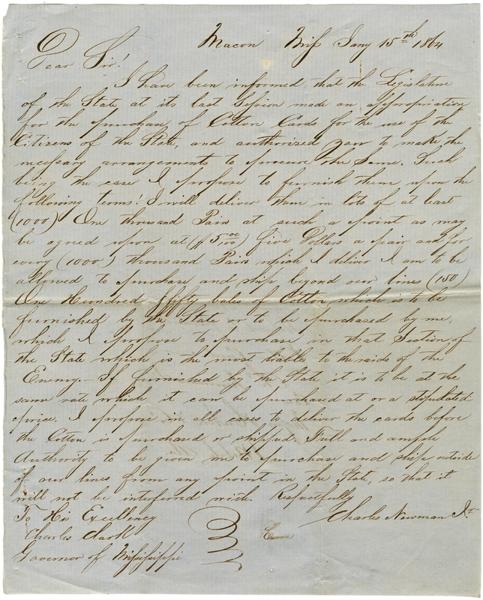 Macon Miss Jany 15th 1864
Dear Sir!
I have been informed that the Legislature
of the State, at its last Session made an appropriation
for the purchase of Cotton Cards for the use of the
Citizens of the State, and authorized you to make the
necessary arrangements to procure the same. Such
being the case I propose to furnish them upon the
following terms! I will deliver them in lots of at least
(1000) One thousand Pairs at such a point as may
be agreed upon at ($5 00/100) Five Dollars a pair and for
every (1000) thousand Pairs which I deliver I am to be
allowed to purchase and ship beyond our lines (150)
One Hundred fifty bales of Cotton which is to be
furnished by the State or to be purchased by me,
which I propose to purchase in that Section of
the State which is the most liable to the raids of the
Enemy. If furnished by the State it is to be at the
same rate which it can be purchased at or a stipulated
price. I propose in all cases to deliver the cards before
the Cotton is purchased or shipped. Full and ample
Authority to be given me to purchase and ship outside
of our lines from any point in the State, so that it
will not be interfered with Respectfully
To His Excellency Charles Newman
Charles Clark
Governor of Mississippi